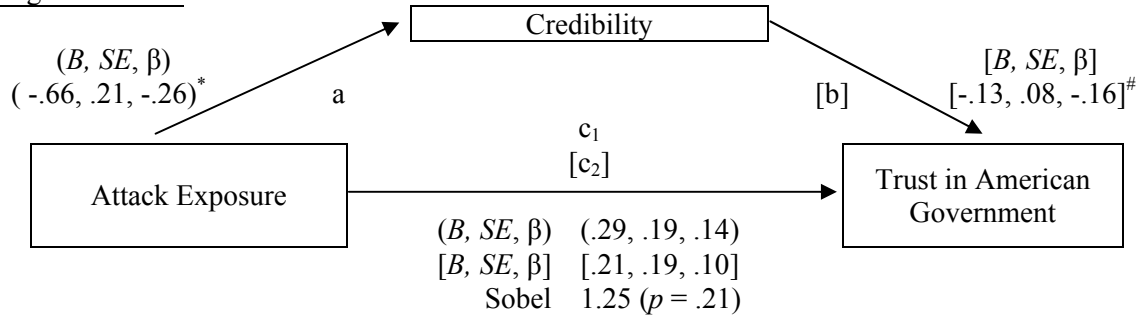 Credibility
(B, SE, β)
( -.66, .21, -.26)*
a
[B, SE, β]
[-.13, .08, -.16]#
[b]
c₁
[c₂]
Attack Exposure
Trust in American
Government
(B, SE, β) (.29, .19, .14)
[B, SE, β] [.21, .19, .10]
Sobel 1.25 (p = .21)